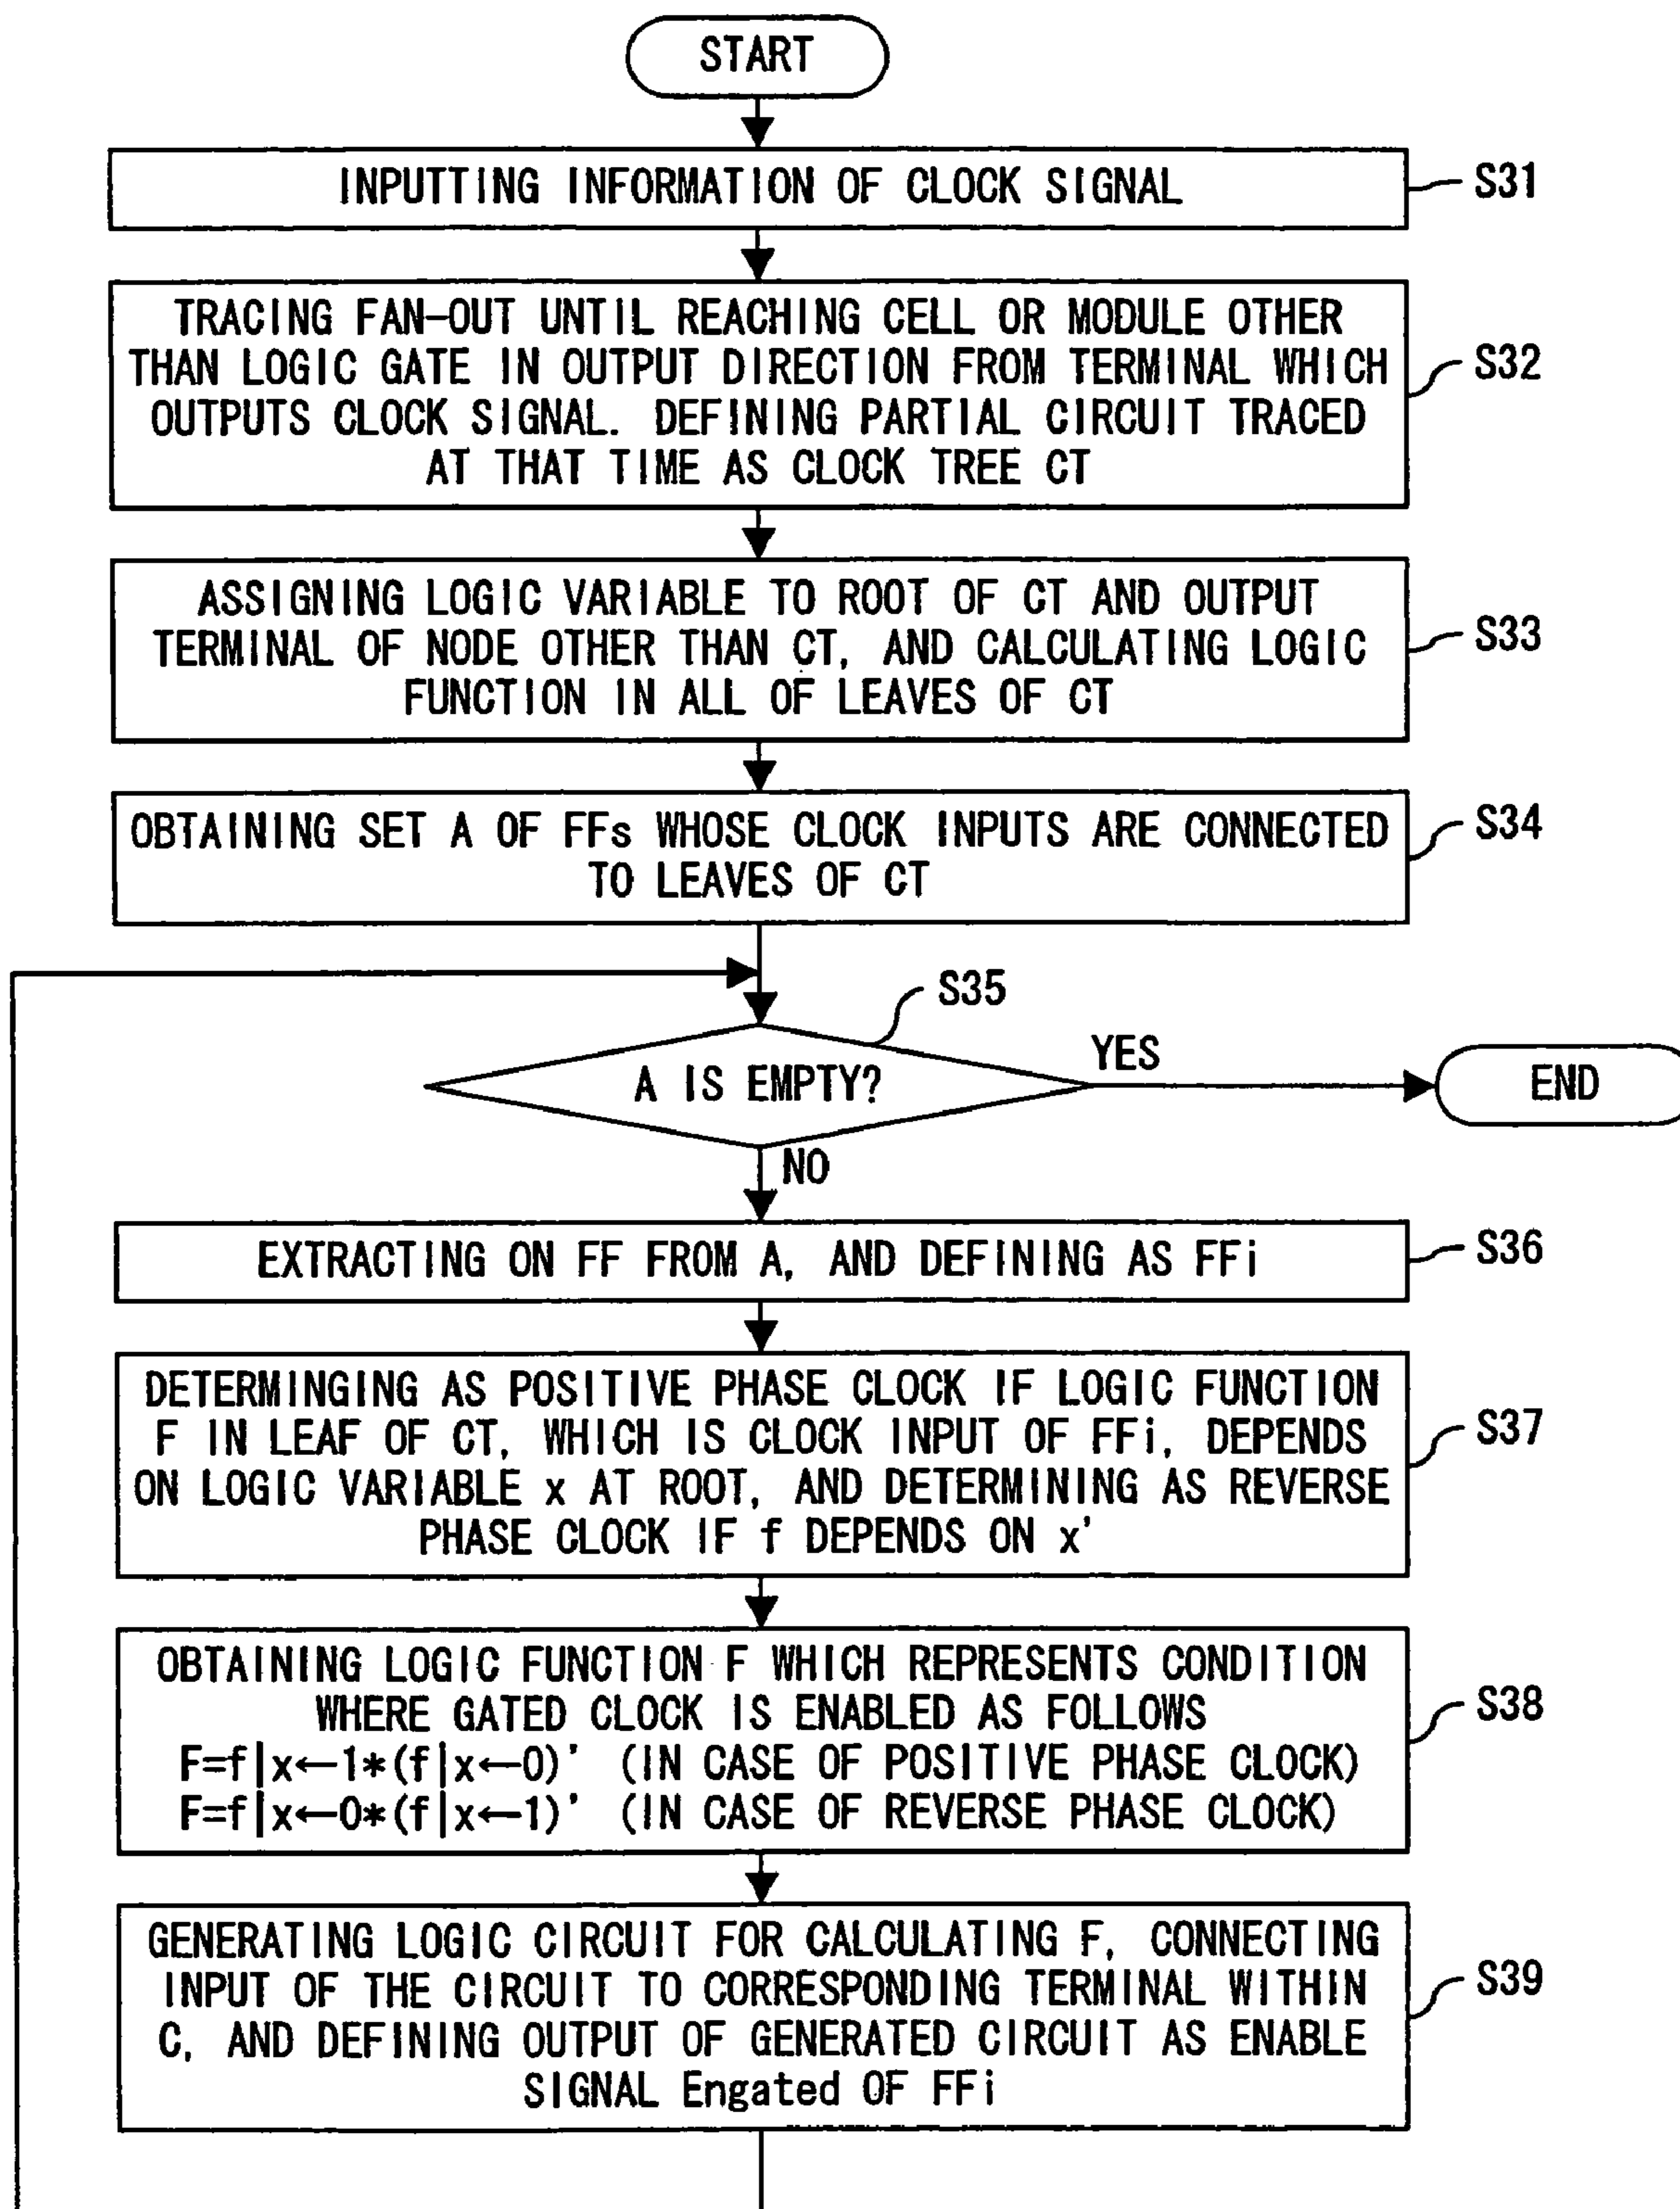 START
INPUTTING INFORMATION OF CLOCK SIGNAL
S31
TRACING FAN-OUT UNTIL REACHING CELL OR MODULE OTHER
THAN LOGIC GATE IN OUTPUT DIRECTION FROM TERMINAL WHICH
OUTPUTS CLOCK SIGNAL. DEFINING PARTIAL CIRCUIT TRACED
AT THAT TIME AS CLOCK TREE CT
S32
ASSIGNING LOGIC VARIABLE TO ROOT OF CT AND OUTPUT
TERMINAL OF NODE OTHER THAN CT, AND CALCULATING LOGIC
FUNCTION IN ALL OF LEAVES OF CT
S33
OBTAINING SET A OF FFs WHOSE CLOCK INPUTS ARE CONNECTED
TO LEAVES OF CT
S34
S35
A IS EMPTY?
YES
END
NO
EXTRACTING ON FF FROM A, AND DEFINING AS FFi
S36
DETERMINGING AS POSITIVE PHASE CLOCK IF LOGIC FUNCTION
F IN LEAF OF CT, WHICH IS CLOCK INPUT OF FFi, DEPENDS
ON LOGIC VARIABLE x AT ROOT, AND DETERMINING AS REVERSE
PHASE CLOCK IF f DEPENDS ON x'
S37
OBTAINING LOGIC FUNCTION F WHICH REPRESENTS CONDITION
WHERE GATED CLOCK IS ENABLED AS FOLLOWS
F=f|x←1*(f|x←0)' (IN CASE OF POSITIVE PHASE CLOCK)
F=f|x←0*(f|x←1)' (IN CASE OF REVERSE PHASE CLOCK)
S38
GENERATING LOGIC CIRCUIT FOR CALCULATING F, CONNECTING
INPUT OF THE CIRCUIT TO CORRESPONDING TERMINAL WITHIN
C, AND DEFINING OUTPUT OF GENERATED CIRCUIT AS ENABLE
SIGNAL Engated OF FFi
S39